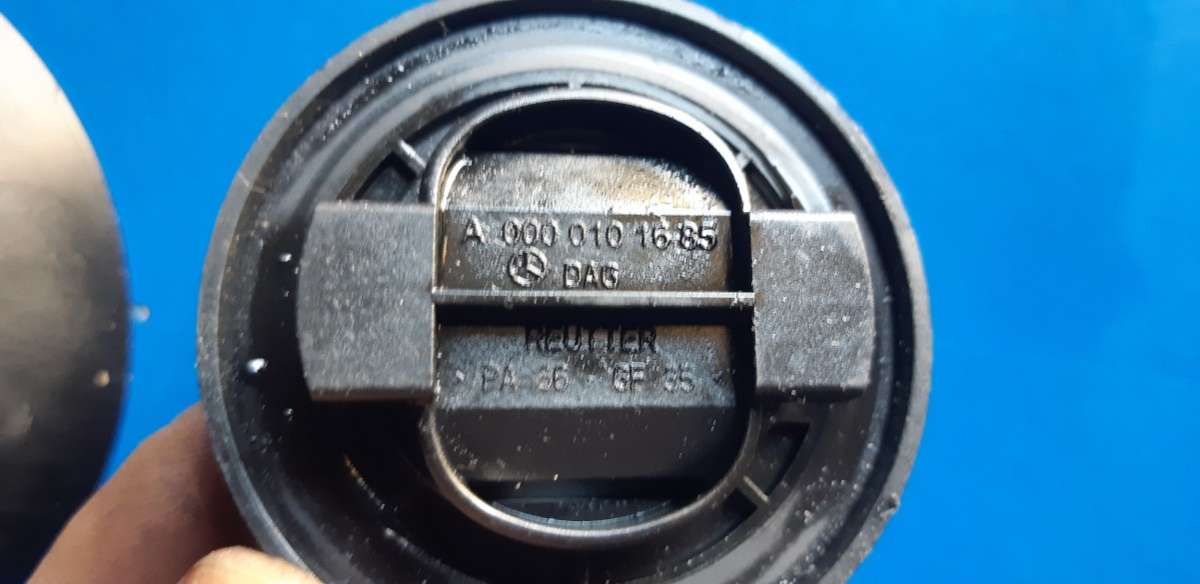 A 000 010 16 85
DAG
REUTTER
> PA 66 - GF 35 <